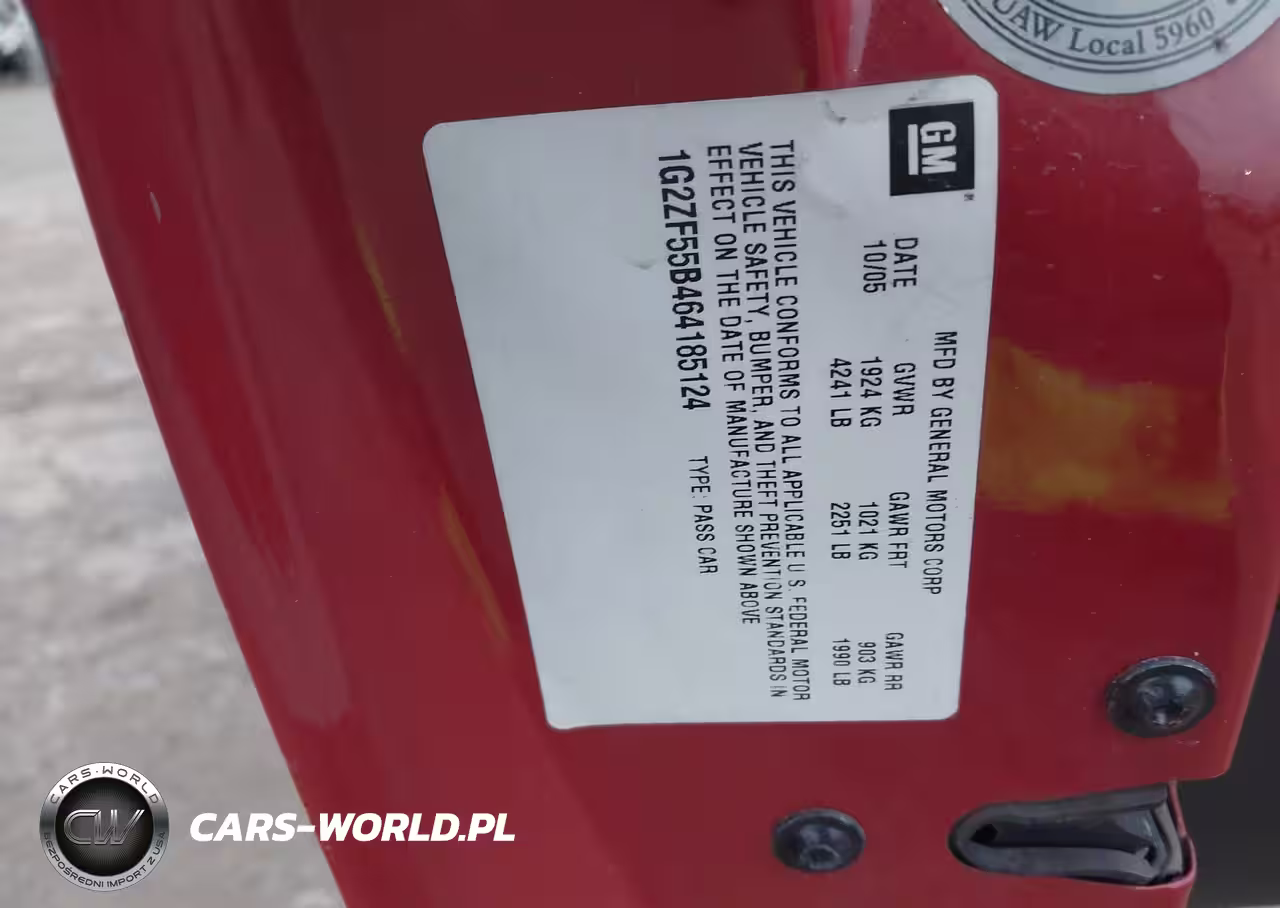 UAW Local 5960
GM
MFD BY GENERAL MOTORS CORP
DATE GVWR GAWR FRT GAWR RR
10/05 1924 KG 1021 KG 903 KG
4241 LB 2251 LB 1990 LB
THIS VEHICLE CONFORMS TO ALL APPLICABLE U.S. FEDERAL MOTOR
VEHICLE SAFETY, BUMPER, AND THEFT PREVENTION STANDARDS IN
EFFECT ON THE DATE OF MANUFACTURE SHOWN ABOVE
1G2ZF55B464185124 TYPE: PASS CAR
CARS-WORLD
CW
BEZPOŚREDNI IMPORT Z USA
CARS-WORLD.PL